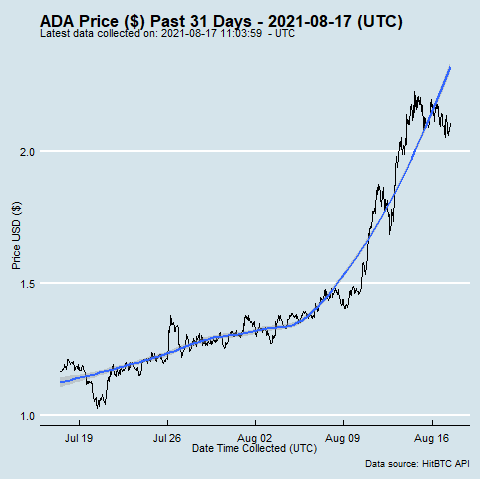 ADA Price ($) Past 31 Days - 2021-08-17 (UTC)
Latest data collected on: 2021-08-17 11:03:59  - UTC
Price USD ($)
2.0
1.5
1.0
Jul 19 Jul 26 Aug 02 Aug 09 Aug 16
Date Time Collected (UTC)
Data source: HitBTC API